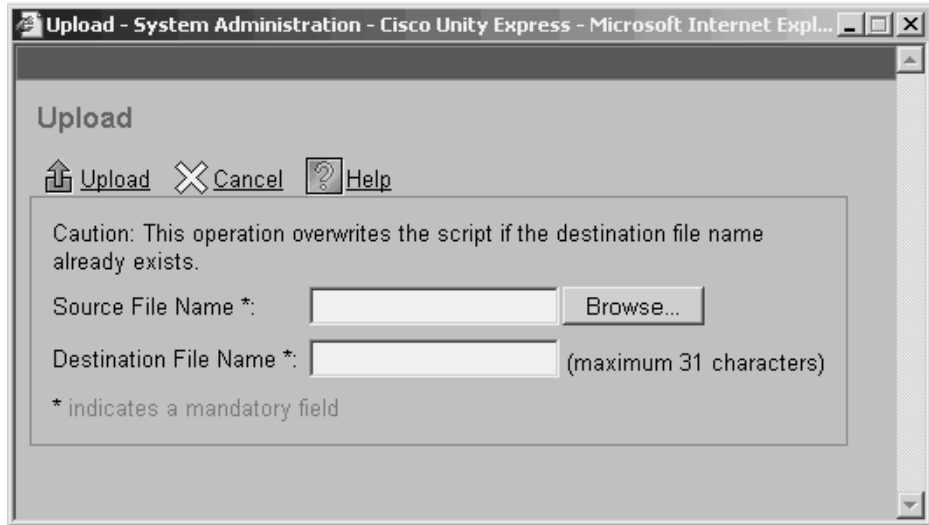 Upload - System Administration - Cisco Unity Express - Microsoft Internet Expl...
Upload
Upload Cancel ? Help
Caution: This operation overwrites the script if the destination file name
already exists.
Source File Name *: Browse...
Destination File Name *: (maximum 31 characters)
* indicates a mandatory field